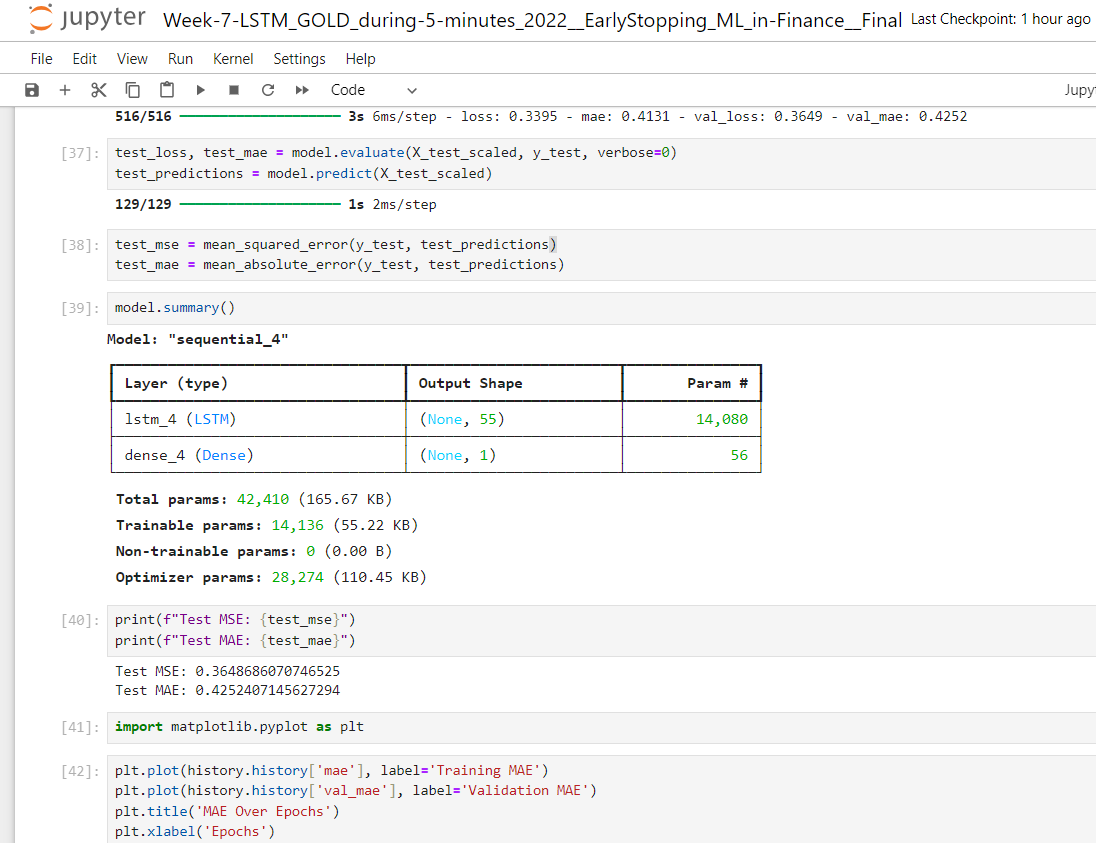 jupyter Week-7-LSTM_GOLD_during-5-minutes_2022__EarlyStopping_ML_in-Finance__Final Last Checkpoint: 1 hour ago
File Edit View Run Kernel Settings Help
Code Jupy
516/516 3s 6ms/step - loss: 0.3395 - mae: 0.4131 - val_loss: 0.3649 - val_mae: 0.4252
[37]: test_loss, test_mae = model.evaluate(X_test_scaled, y_test, verbose=0)
test_predictions = model.predict(X_test_scaled)
129/129 1s 2ms/step
[38]: test_mse = mean_squared_error(y_test, test_predictions)
test_mae = mean_absolute_error(y_test, test_predictions)
[39]: model.summary()
Model: "sequential_4"
Layer (type) Output Shape Param #
lstm_4 (LSTM) (None, 55) 14,080
dense_4 (Dense) (None, 1) 56
Total params: 42,410 (165.67 KB)
Trainable params: 14,136 (55.22 KB)
Non-trainable params: 0 (0.00 B)
Optimizer params: 28,274 (110.45 KB)
[40]: print(f"Test MSE: {test_mse}")
print(f"Test MAE: {test_mae}")
Test MSE: 0.3648686070746525
Test MAE: 0.4252407145627294
[41]: import matplotlib.pyplot as plt
[42]: plt.plot(history.history['mae'], label='Training MAE')
plt.plot(history.history['val_mae'], label='Validation MAE')
plt.title('MAE Over Epochs')
plt.xlabel('Epochs')